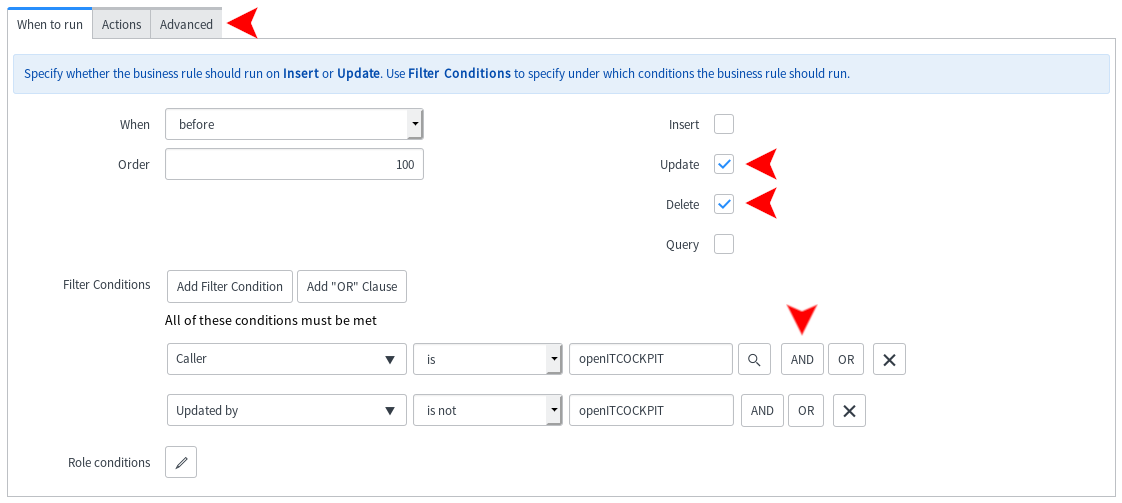 When to run Actions Advanced
Specify whether the business rule should run on Insert or Update. Use Filter Conditions to specify under which conditions the business rule should run.
When before Insert
Order 100 Update
Delete
Query
Filter Conditions Add Filter Condition Add "OR" Clause
All of these conditions must be met
Caller is openITCOCKPIT AND OR
Updated by is not openITCOCKPIT AND OR
Role conditions